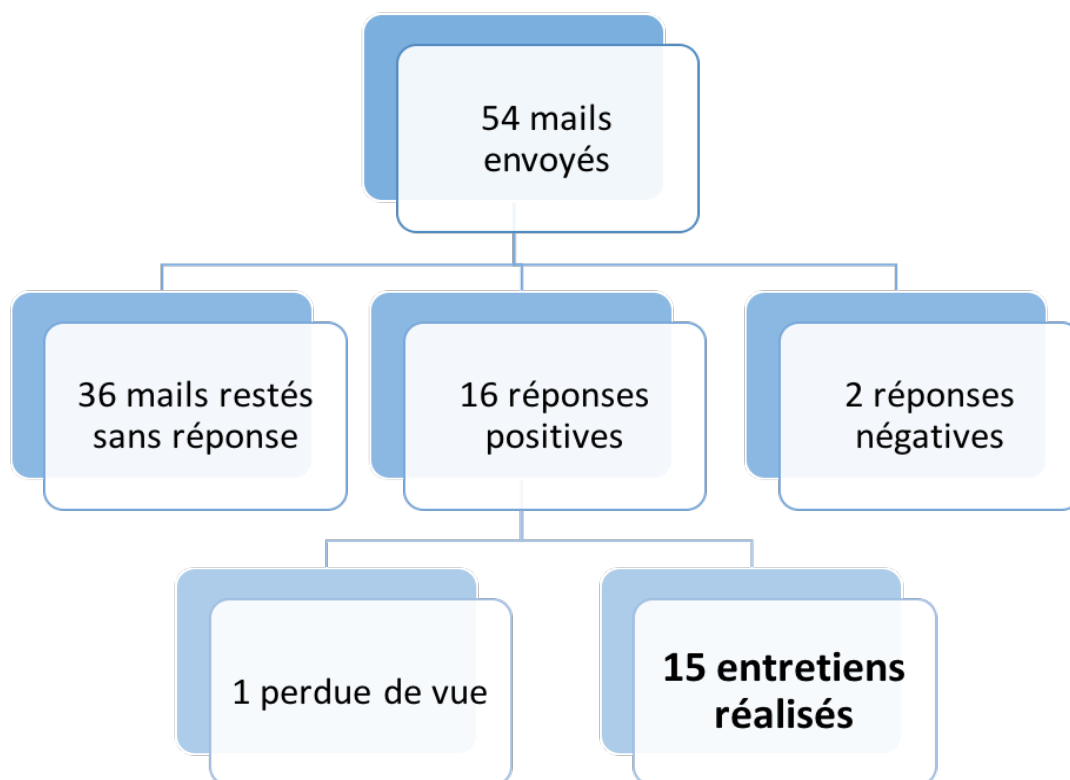 54 mails
envoyés
36 mails restés
sans réponse
16 réponses
positives
2 réponses
négatives
1 perdue de vue
15 entretiens
réalisés